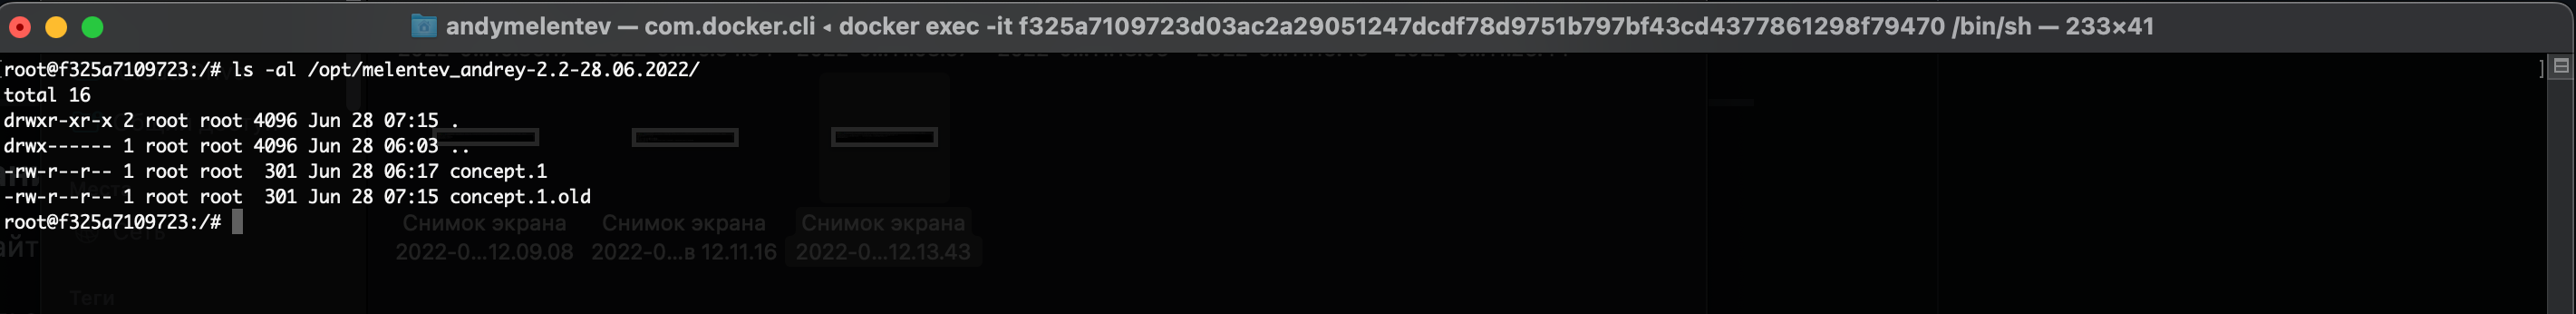 andymelentev — com.docker.cli ◂ docker exec -it f325a7109723d03ac2a29051247dcdf78d9751b797bf43cd4377861298f79470 /bin/sh — 233×41
[root@f325a7109723:/# ls -al /opt/melentev_andrey-2.2-28.06.2022/ ]
total 16
drwxr-xr-x 2 root root 4096 Jun 28 07:15 .
drwx------ 1 root root 4096 Jun 28 06:03 ..
-rw-r--r-- 1 root root  301 Jun 28 06:17 concept.1
-rw-r--r-- 1 root root  301 Jun 28 07:15 concept.1.old
root@f325a7109723:/#
Снимок экрана 2022-0...12.09.08
Снимок экрана 2022-0...в 12.11.16
Снимок экрана 2022-0...12.13.43
Сеть
Теги